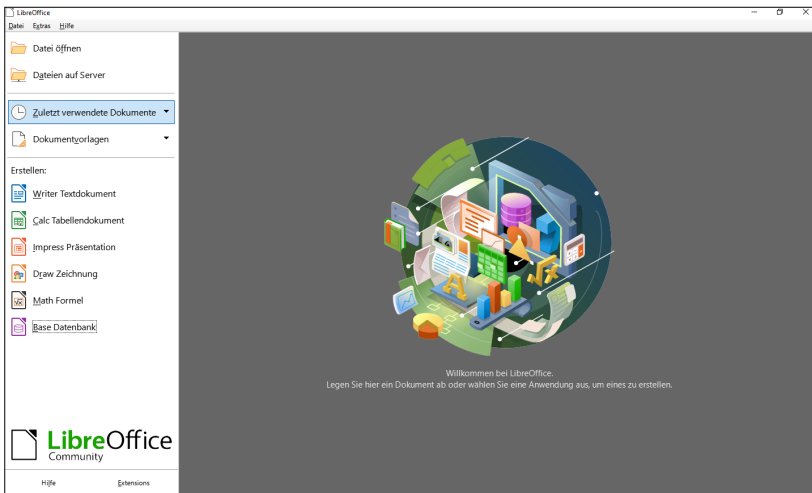 LibreOffice
Datei Extras Hilfe
Datei öffnen
Dateien auf Server
Zuletzt verwendete Dokumente
Dokumentvorlagen
Erstellen:
Writer Textdokument
Calc Tabellendokument
Impress Präsentation
Draw Zeichnung
Math Formel
Base Datenbank
Willkommen bei LibreOffice.
Legen Sie hier ein Dokument ab oder wählen Sie eine Anwendung aus, um eines zu erstellen.
LibreOffice
Community
Hilfe Extensions